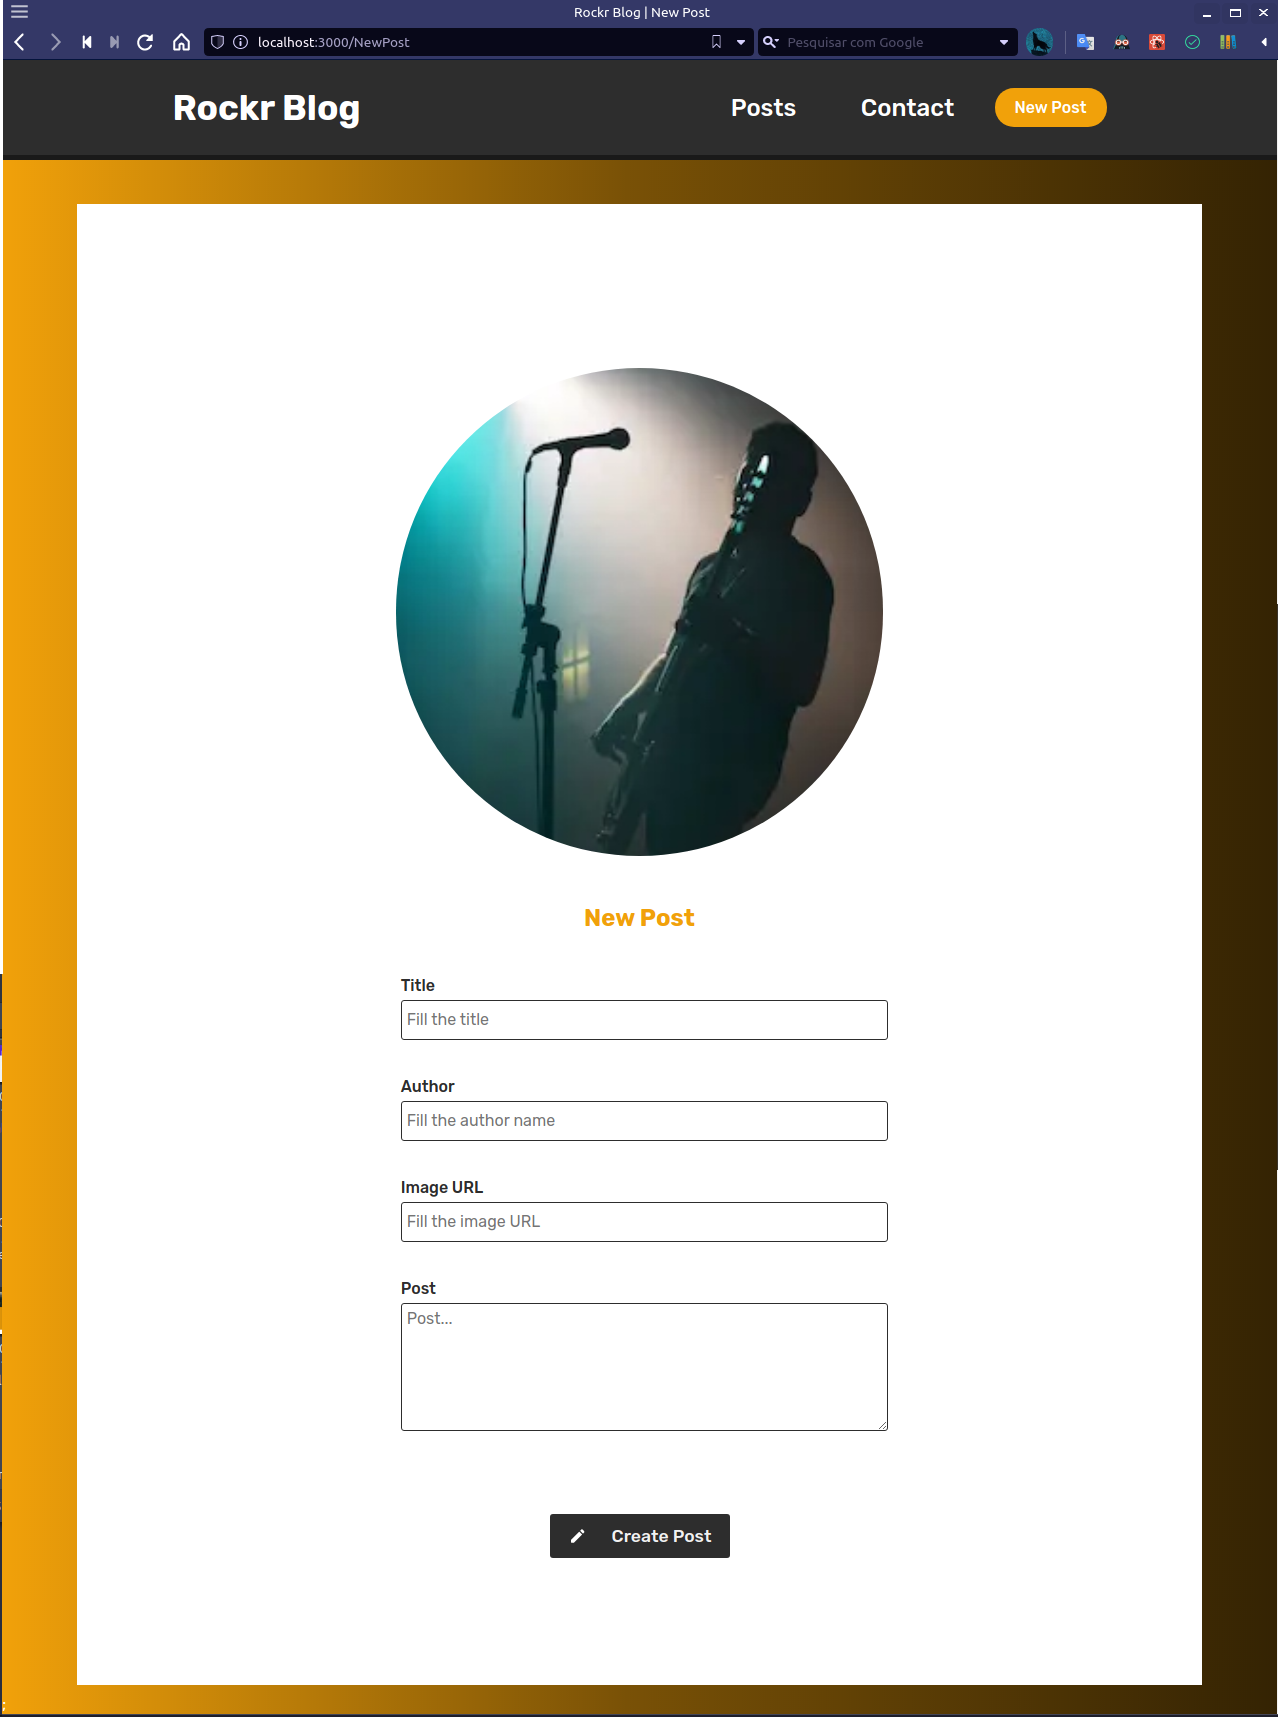 Rockr Blog | New Post
localhost:3000/NewPost
Pesquisar com Google
Rockr Blog
Posts
Contact
New Post
New Post
Title
Fill the title
Author
Fill the author name
Image URL
Fill the image URL
Post
Post...
Create Post